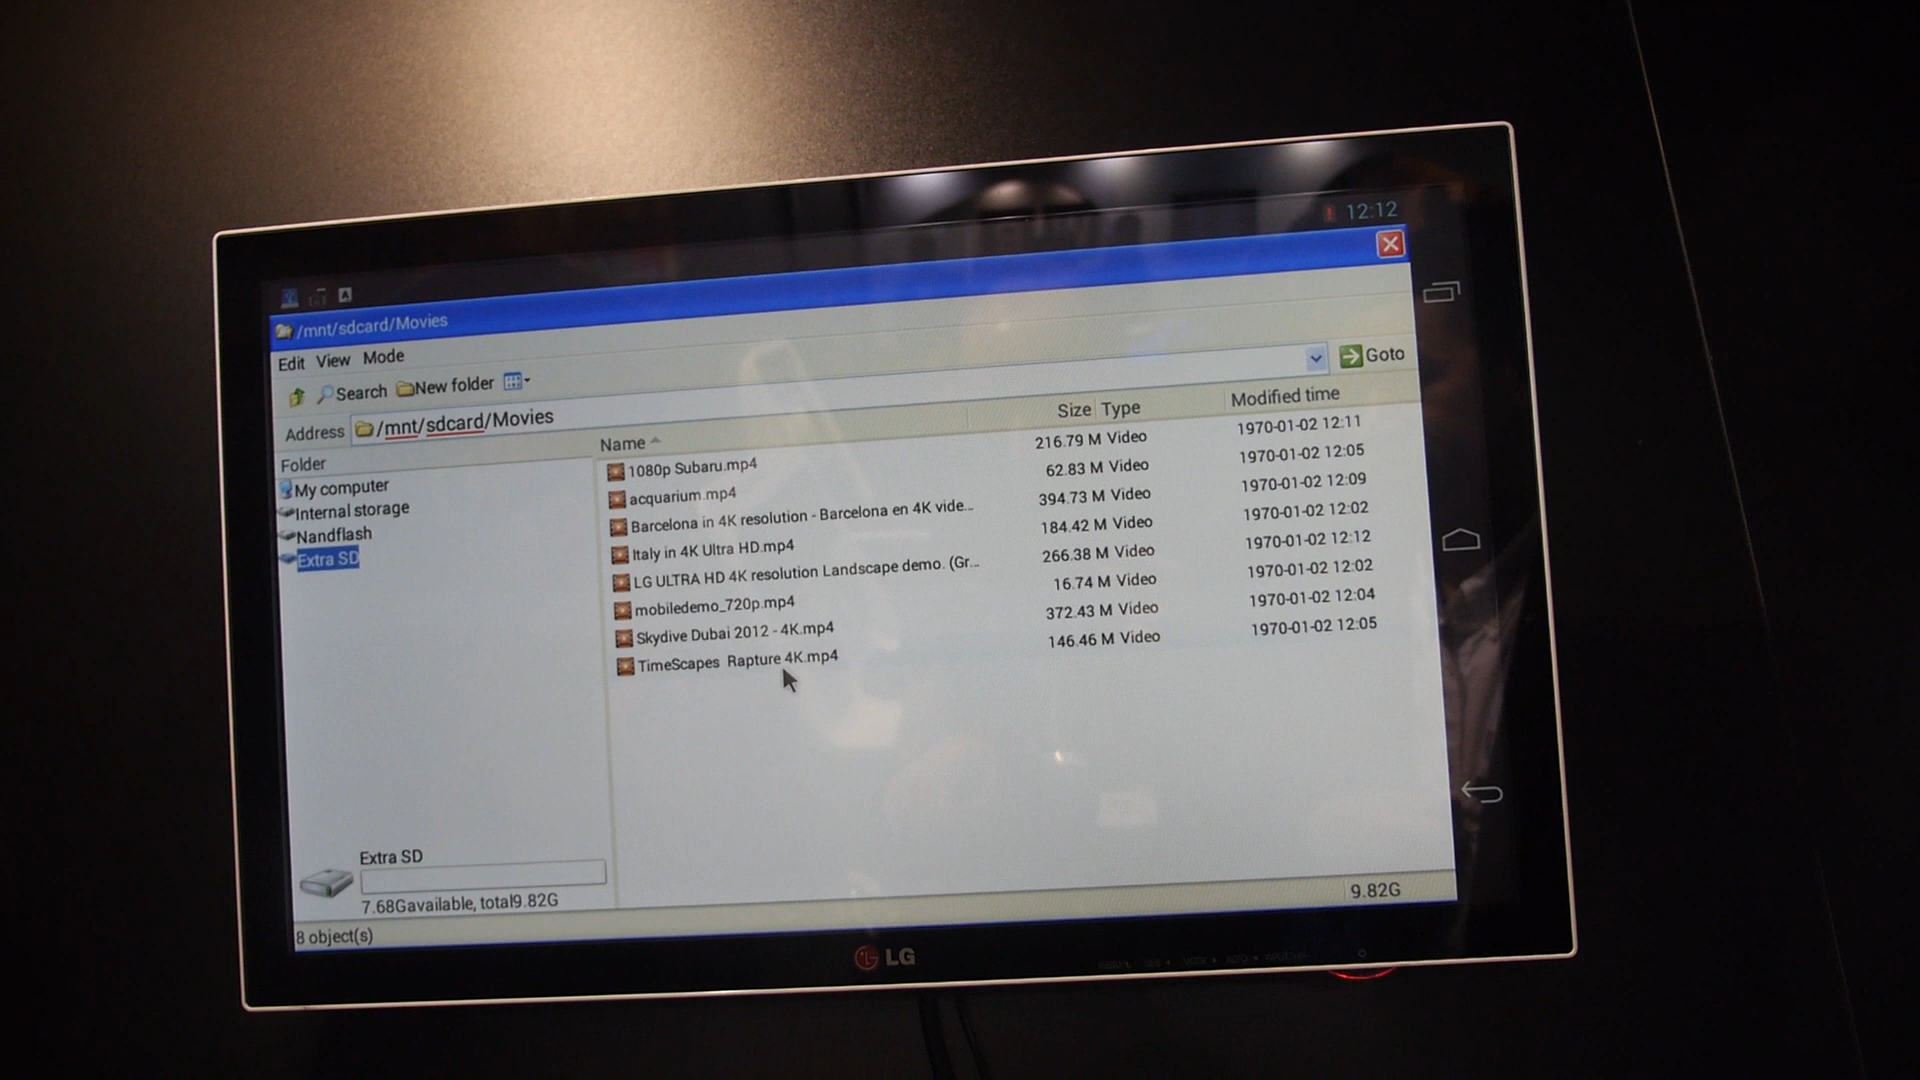 12:12
/mnt/sdcard/Movies
Edit View Mode
Search New folder
Address /mnt/sdcard/Movies Goto
Folder
My computer
Internal storage
Nandflash
Extra SD
Name Size Type Modified time
1080p Subaru.mp4 216.79 M Video 1970-01-02 12:11
acquarium.mp4 62.83 M Video 1970-01-02 12:05
Barcelona in 4K resolution - Barcelona en 4K vide... 394.73 M Video 1970-01-02 12:09
Italy in 4K Ultra HD.mp4 184.42 M Video 1970-01-02 12:02
LG ULTRA HD 4K resolution Landscape demo. (Gr... 266.38 M Video 1970-01-02 12:12
mobiledemo_720p.mp4 16.74 M Video 1970-01-02 12:02
Skydive Dubai 2012 - 4K.mp4 372.43 M Video 1970-01-02 12:04
TimeScapes Rapture 4K.mp4 146.46 M Video 1970-01-02 12:05
Extra SD
7.68Gavailable, total9.82G
8 object(s)
9.82G
LG